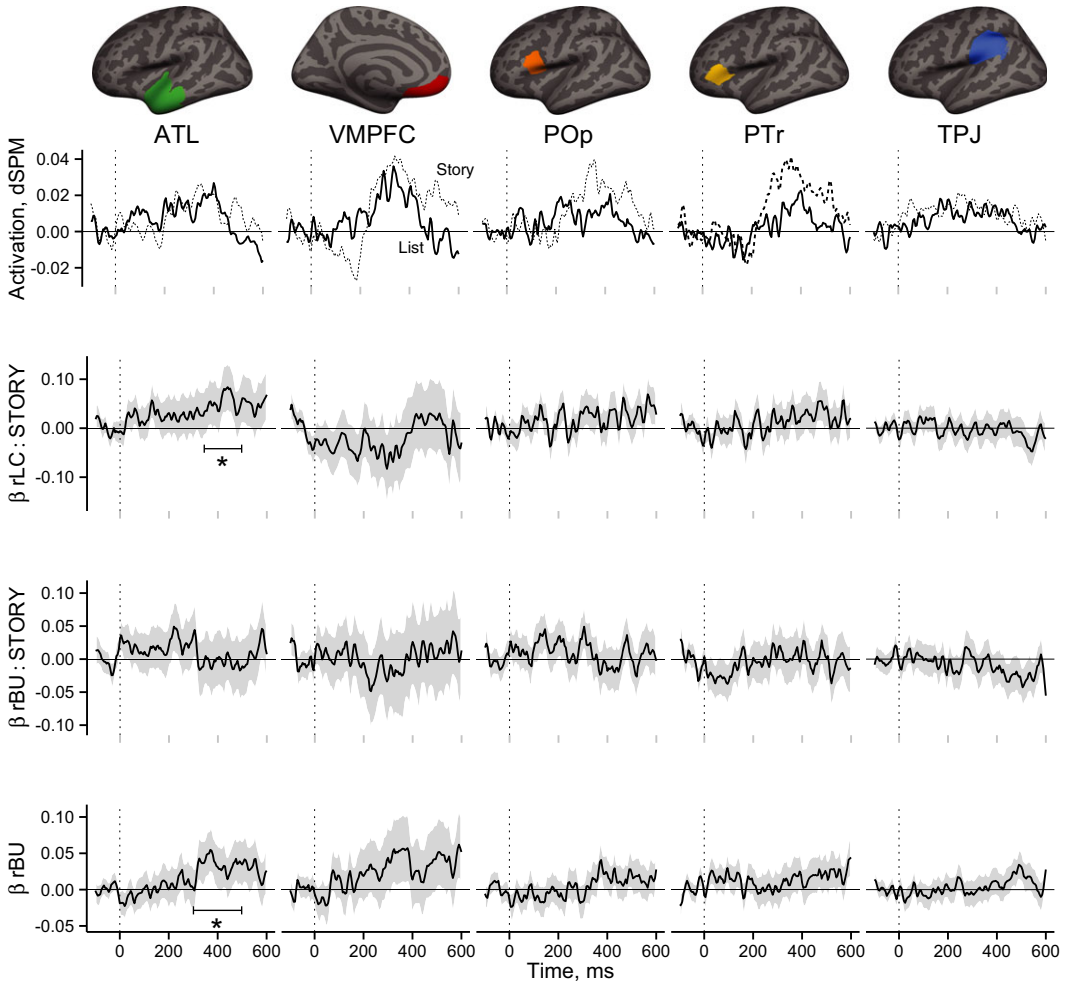 ATL VMPFC POp PTr TPJ
Activation, dSPM
0.04
0.02
0.00
-0.02
Story
List
β rLC : STORY
0.10
0.00
-0.10
*
β rBU : STORY
0.10
0.05
0.00
-0.05
-0.10
β rBU
0.10
0.05
0.00
-0.05
*
0 200 400 600 0 200 400 600 0 200 400 600 0 200 400 600 0 200 400 600
Time, ms